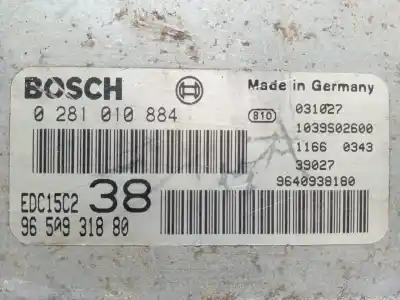 BOSCH
Made in Germany
0 281 010 884
810
031027
1039S02600
1166 0343
39027
9640938180
EDC15C2 38
96 509 318 80